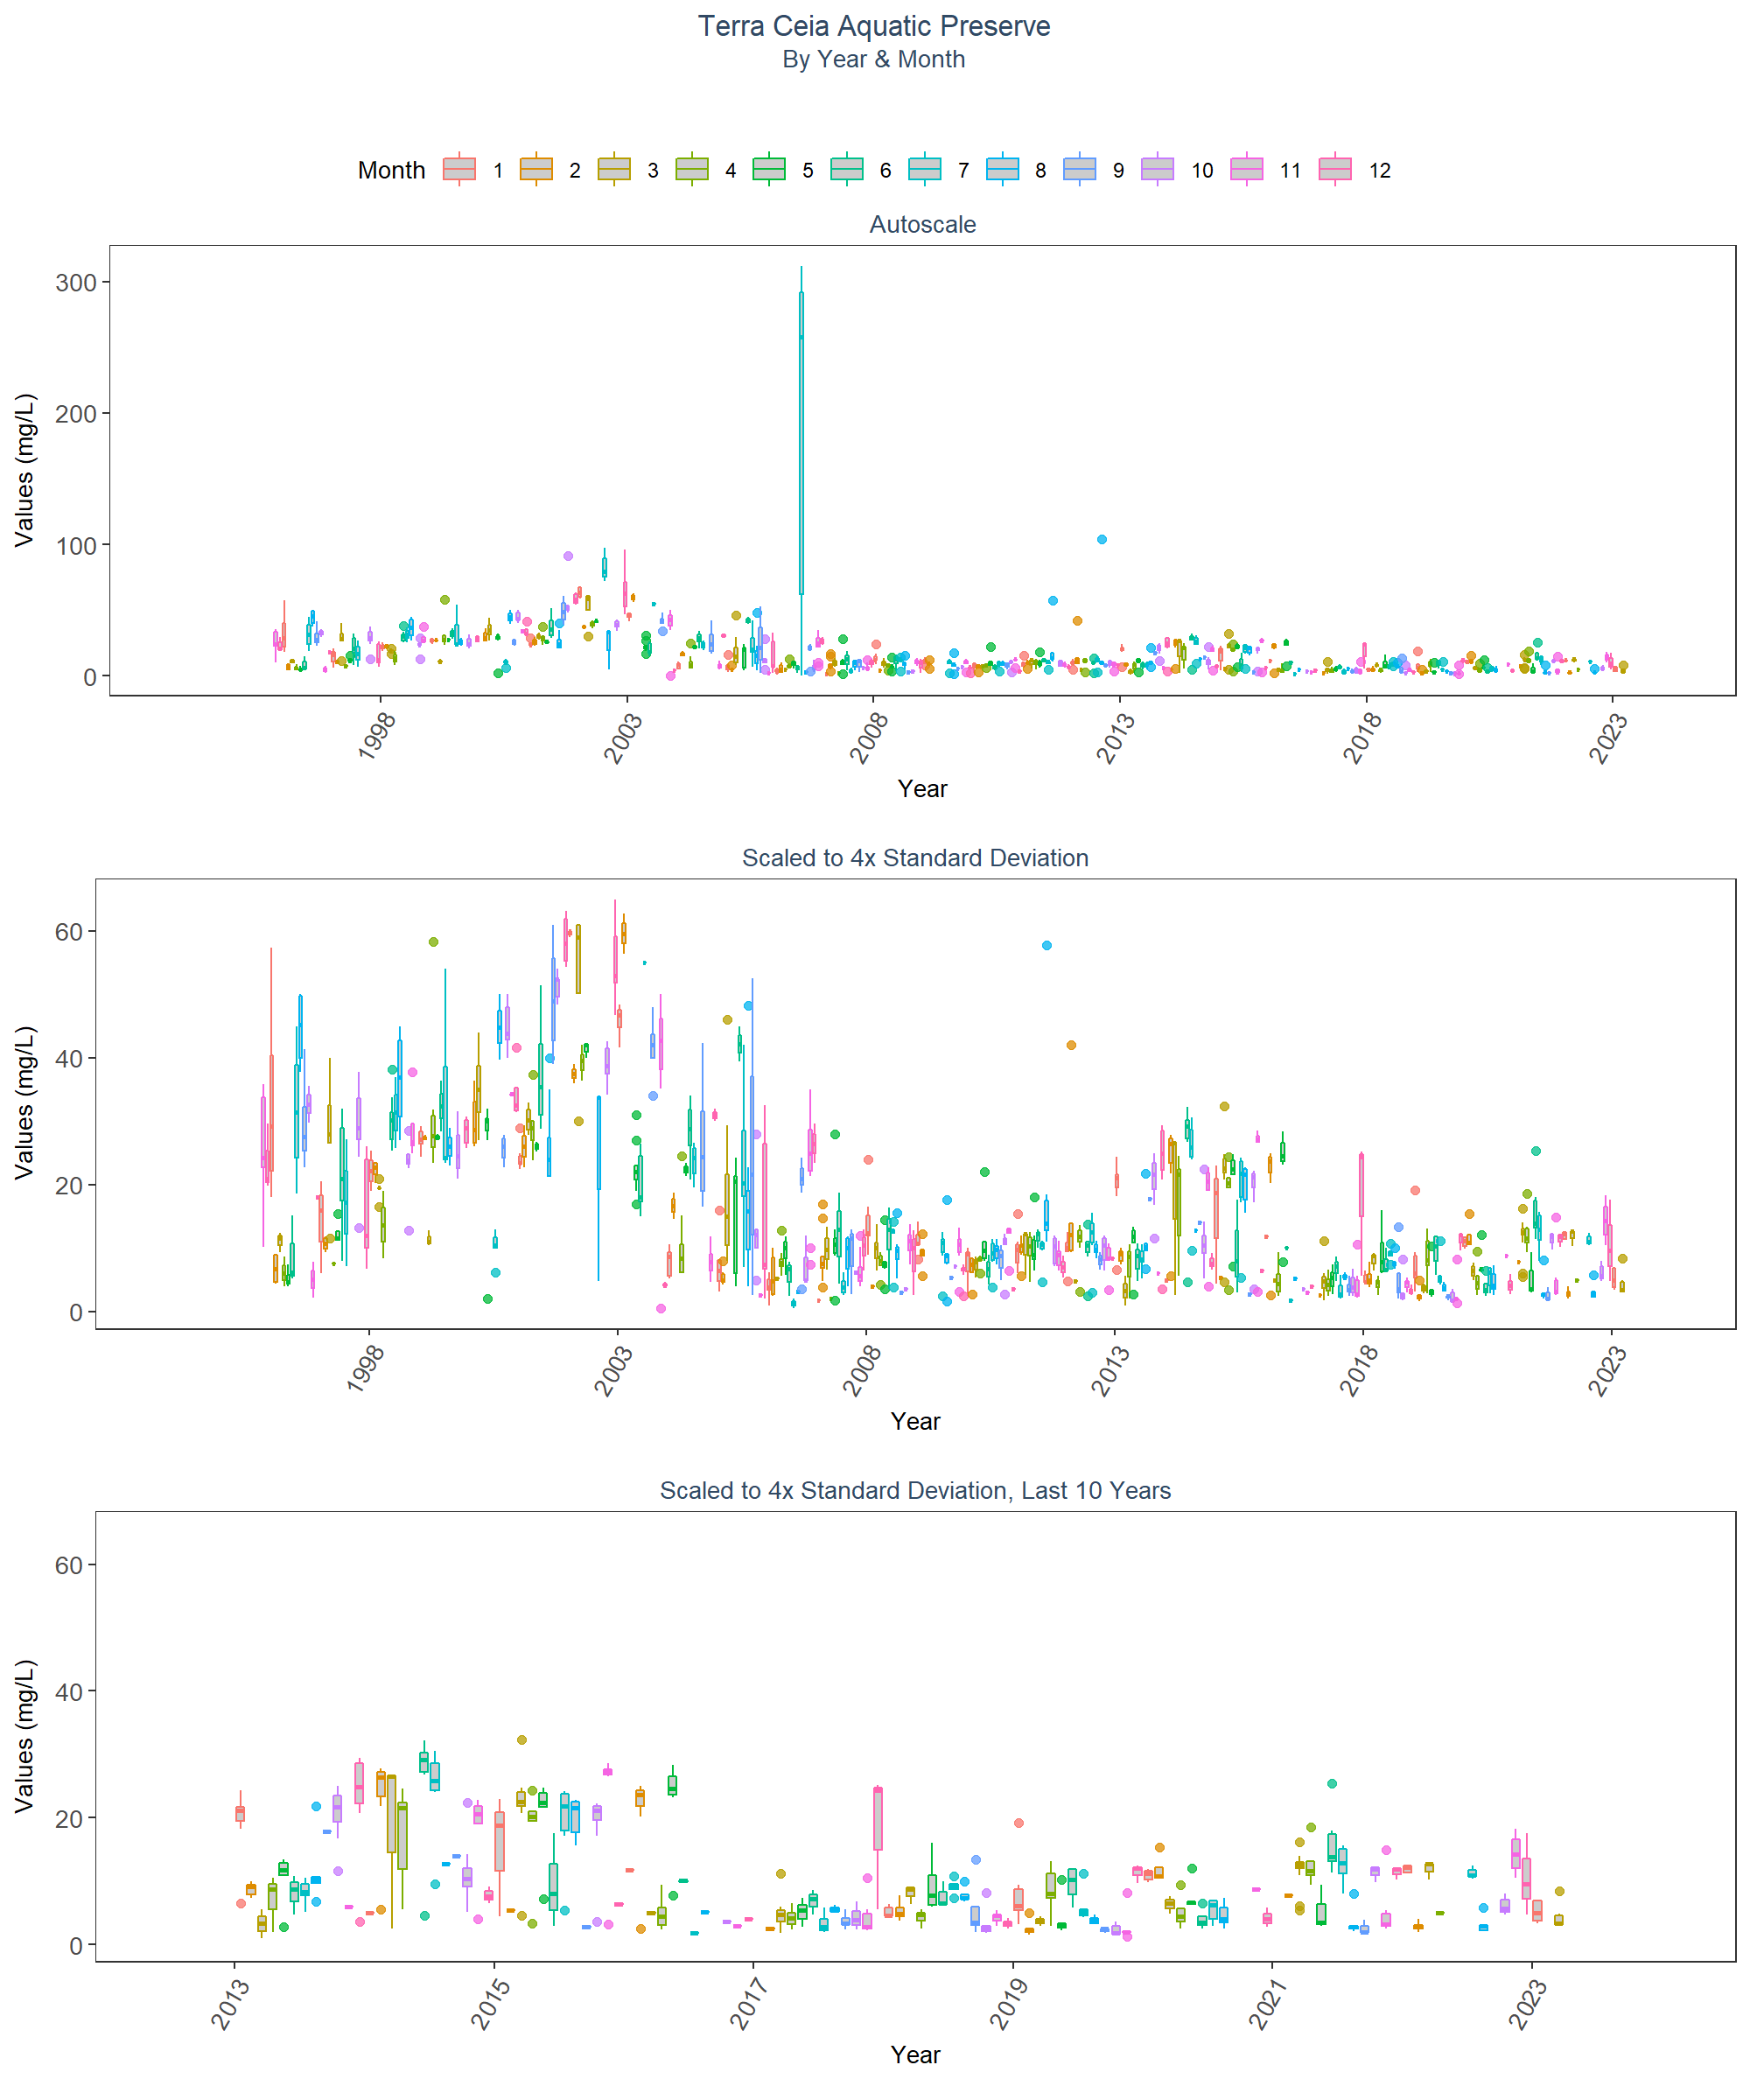 Terra Ceia Aquatic Preserve
By Year & Month
Month 1 2 3 4 5 6 7 8 9 10 11 12
Autoscale
Values (mg/L)
300
200
100
0
1998 2003 2008 2013 2018 2023
Year
Scaled to 4x Standard Deviation
Values (mg/L)
60
40
20
0
1998 2003 2008 2013 2018 2023
Year
Scaled to 4x Standard Deviation, Last 10 Years
Values (mg/L)
60
40
20
0
2013 2015 2017 2019 2021 2023
Year